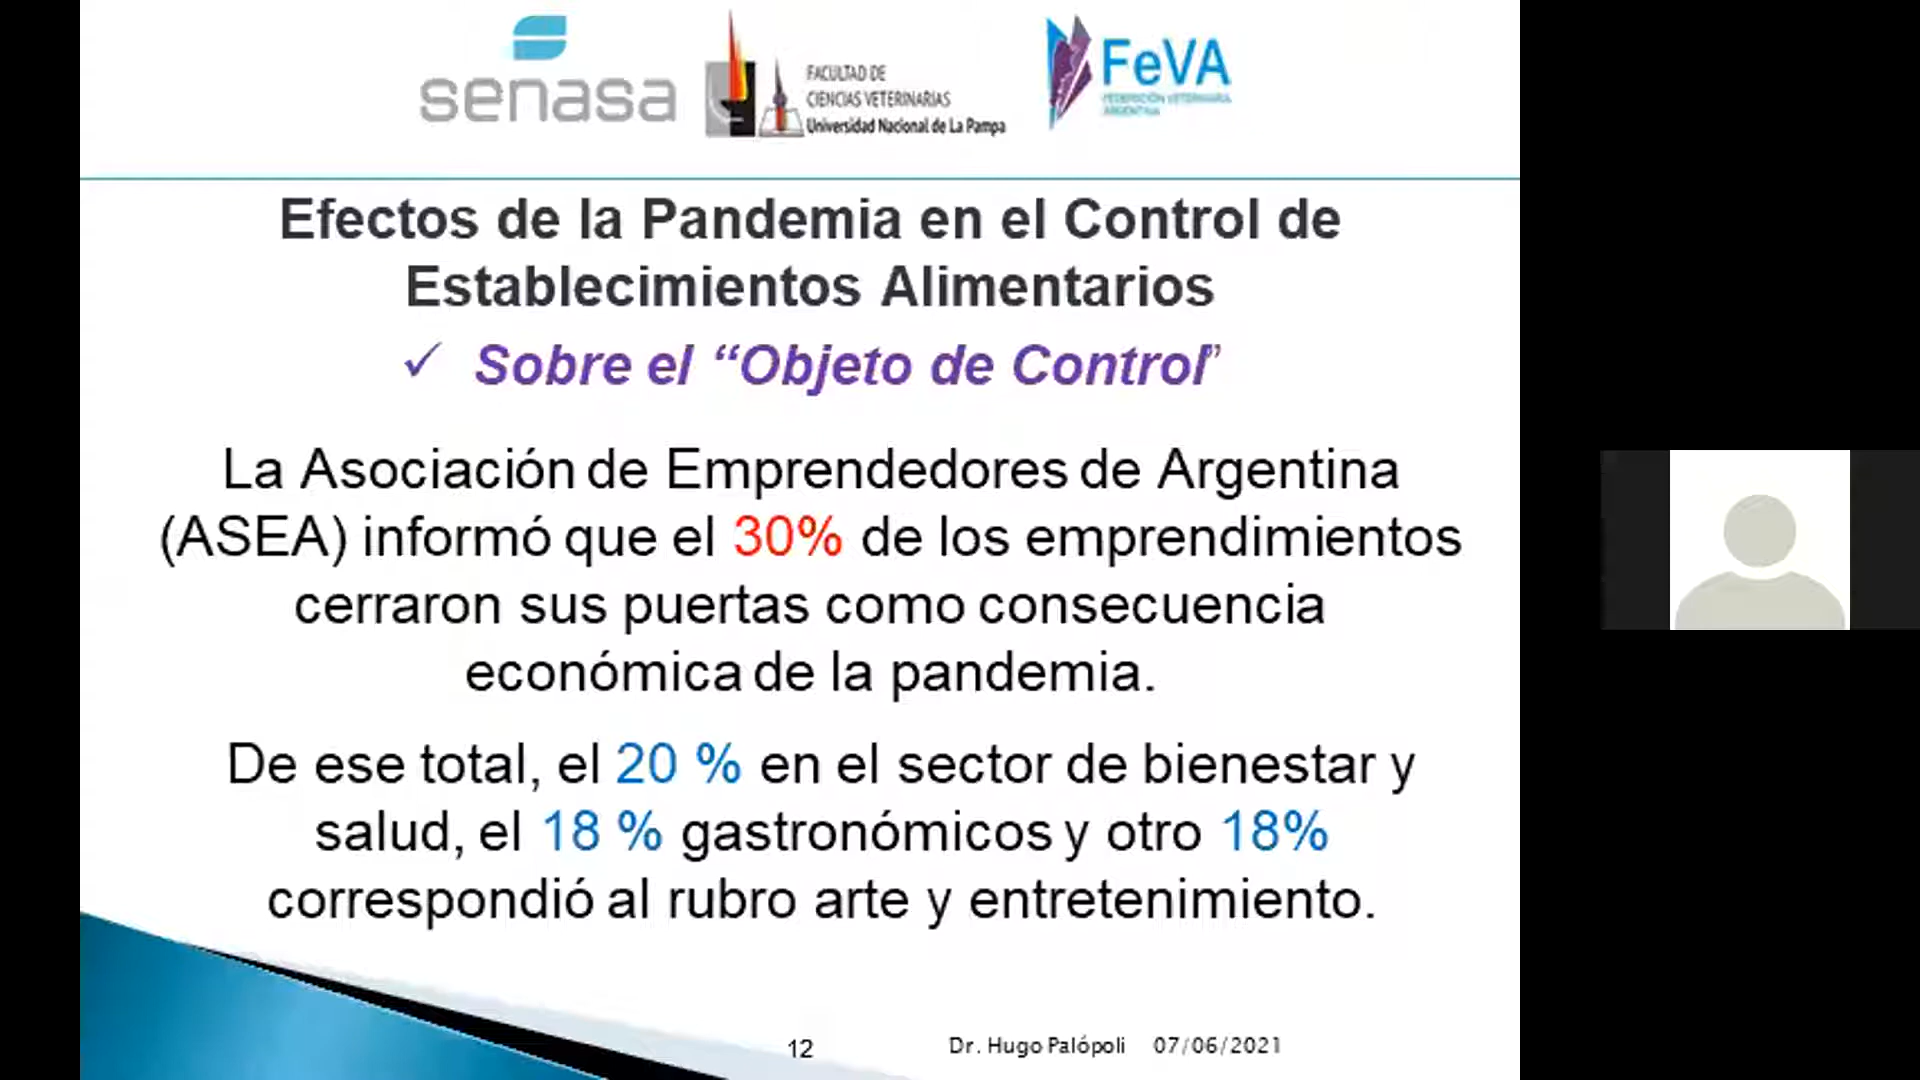 senasa
FACULTAD DE
CIENCIAS VETERINARIAS
Universidad Nacional de La Pampa
FeVA
FEDERACIÓN VETERINARIA
ARGENTINA
Efectos de la Pandemia en el Control de
Establecimientos Alimentarios
✓ Sobre el “Objeto de Control”
La Asociación de Emprendedores de Argentina
(ASEA) informó que el 30% de los emprendimientos
cerraron sus puertas como consecuencia
económica de la pandemia.
De ese total, el 20 % en el sector de bienestar y
salud, el 18 % gastronómicos y otro 18%
correspondió al rubro arte y entretenimiento.
12
Dr. Hugo Palópoli 07/06/2021